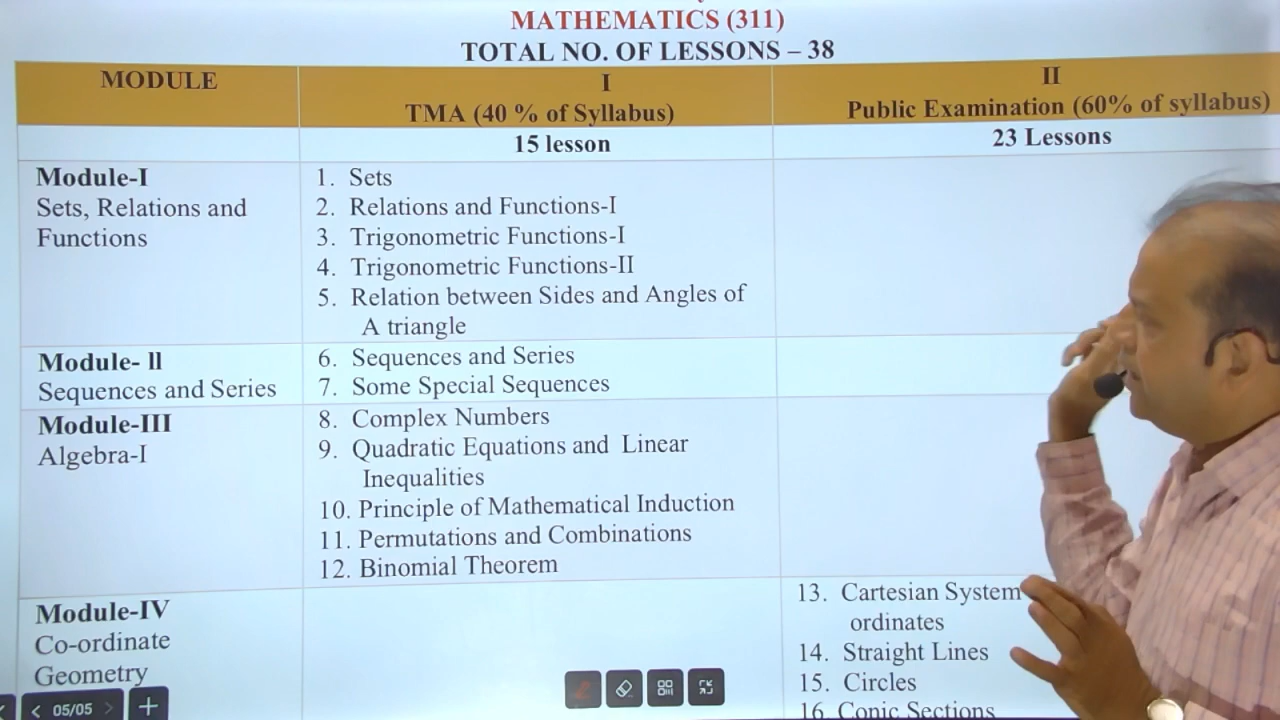 MATHEMATICS (311)
TOTAL NO. OF LESSONS – 38
MODULE
I
TMA (40 % of Syllabus)
II
Public Examination (60% of syllabus)
15 lesson
23 Lessons
Module-I
Sets, Relations and
Functions
1. Sets
2. Relations and Functions-I
3. Trigonometric Functions-I
4. Trigonometric Functions-II
5. Relation between Sides and Angles of
A triangle
Module- ll
Sequences and Series
6. Sequences and Series
7. Some Special Sequences
Module-III
Algebra-I
8. Complex Numbers
9. Quadratic Equations and Linear
Inequalities
10. Principle of Mathematical Induction
11. Permutations and Combinations
12. Binomial Theorem
Module-IV
Co-ordinate
Geometry
13. Cartesian System
ordinates
14. Straight Lines
15. Circles
16. Conic Sections
< 05/05 > +